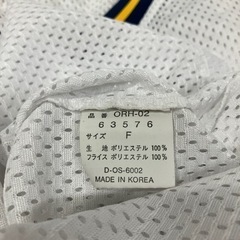 品番 ORH-02
63576
サイズ F
生地 ポリエステル 100%
フライス ポリエステル 100%
D-OS-6002
MADE IN KOREA